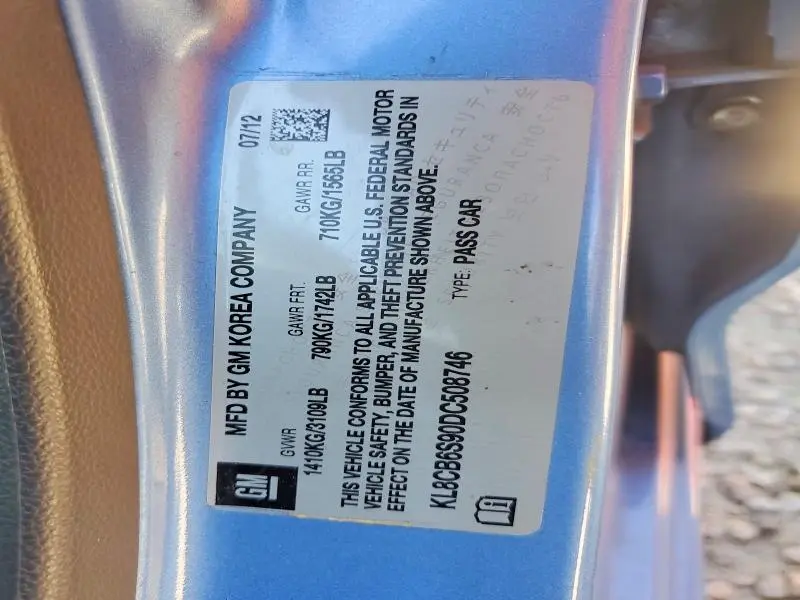 GM
MFD BY GM KOREA COMPANY 07/12
GVWR GAWR FRT. GAWR RR.
1410KG/3109LB 790KG/1742LB 710KG/1565LB
THIS VEHICLE CONFORMS TO ALL APPLICABLE U.S. FEDERAL MOTOR
VEHICLE SAFETY, BUMPER, AND THEFT PREVENTION STANDARDS IN
EFFECT ON THE DATE OF MANUFACTURE SHOWN ABOVE.
KL8CB6S90DC508746 TYPE: PASS CAR